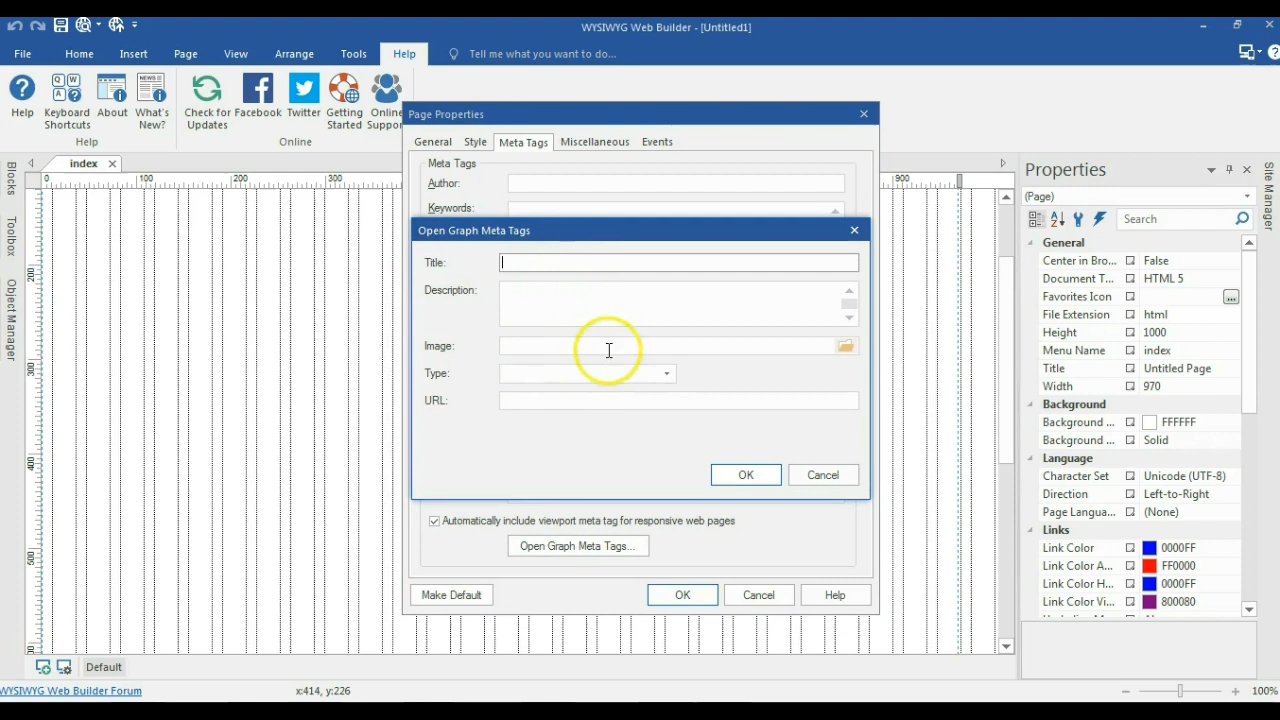 WYSIWYG Web Builder - [Untitled1]
File Home Insert Page View Arrange Tools Help Tell me what you want to do...
Help
Keyboard Shortcuts
About
What's New?
Check for Updates
Facebook
Twitter
Getting Started
Online Suppor
Help
Online
Page Properties
General Style Meta Tags Miscellaneous Events
Meta Tags
Author:
Keywords:
Open Graph Meta Tags
Title:
Description:
Image:
Type:
URL:
OK Cancel
Automatically include viewport meta tag for responsive web pages
Open Graph Meta Tags...
Make Default OK Cancel Help
Blocks
Toolbox
Object Manager
index
0 100 200 300 900
200
300
400
500
Properties
(Page)
Search
General
Center in Bro... False
Document T... HTML 5
Favorites Icon ...
File Extension html
Height 1000
Menu Name index
Title Untitled Page
Width 970
Background
Background ... FFFFFF
Background ... Solid
Language
Character Set Unicode (UTF-8)
Direction Left-to-Right
Page Langua... (None)
Links
Link Color 0000FF
Link Color A... FF0000
Link Color H... 0000FF
Link Color Vi... 800080
Site Manager
Default
WYSIWYG Web Builder Forum x:414, y:226 100%